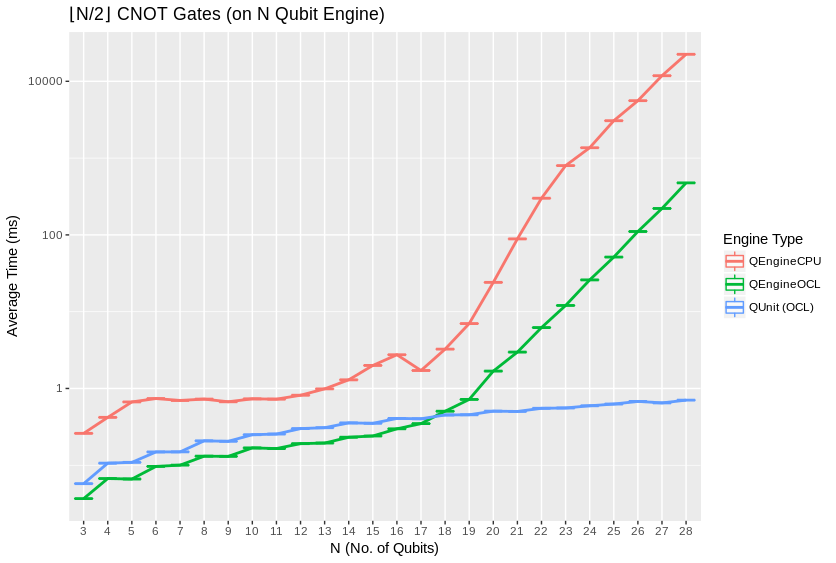 ⌊N/2⌋ CNOT Gates (on N Qubit Engine)
10000
100
1
Average Time (ms)
3 4 5 6 7 8 9 10 11 12 13 14 15 16 17 18 19 20 21 22 23 24 25 26 27 28
N (No. of Qubits)
Engine Type
QEngineCPU
QEngineOCL
QUnit (OCL)